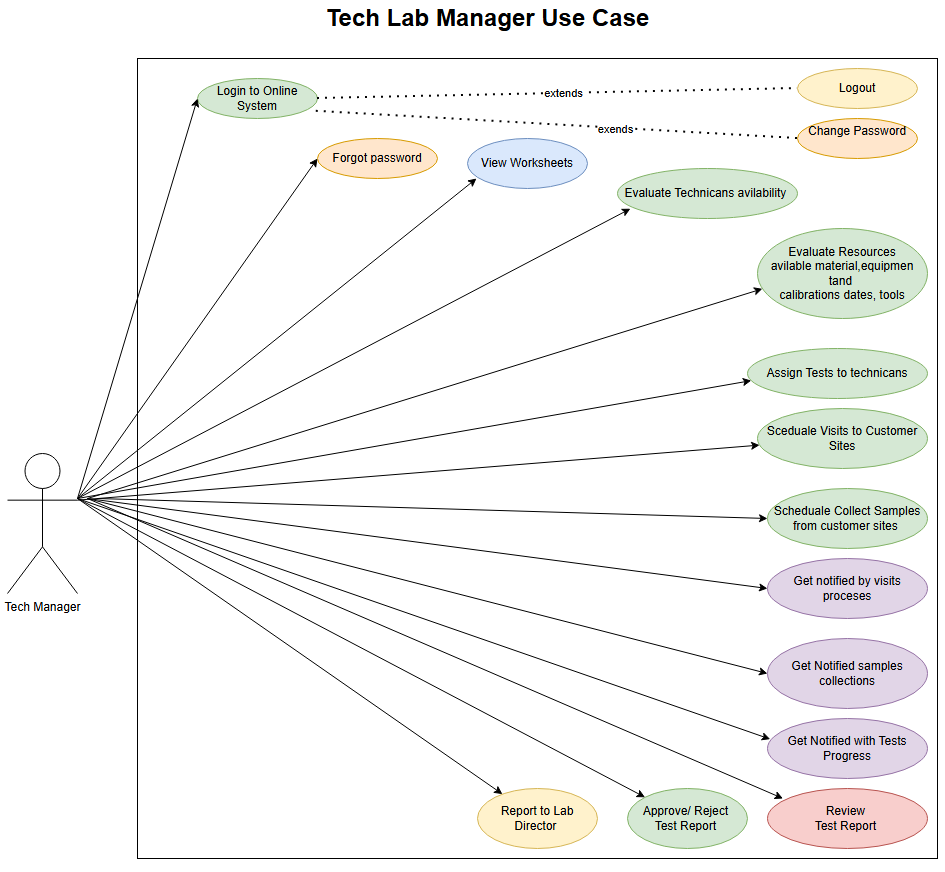 Tech Lab Manager Use Case
Login to Online
System
extends
Logout
exends
Change Password
Forgot password
View Worksheets
Evaluate Technicans avilability
Evaluate Resources
avilable material,equipmen
tand
calibrations dates, tools
Assign Tests to technicans
Sceduale Visits to Customer
Sites
Scheduale Collect Samples
from customer sites
Get notified by visits
proceses
Tech Manager
Get Notified samples
collections
Get Notified with Tests
Progress
Report to Lab
Director
Approve/ Reject
Test Report
Review
Test Report